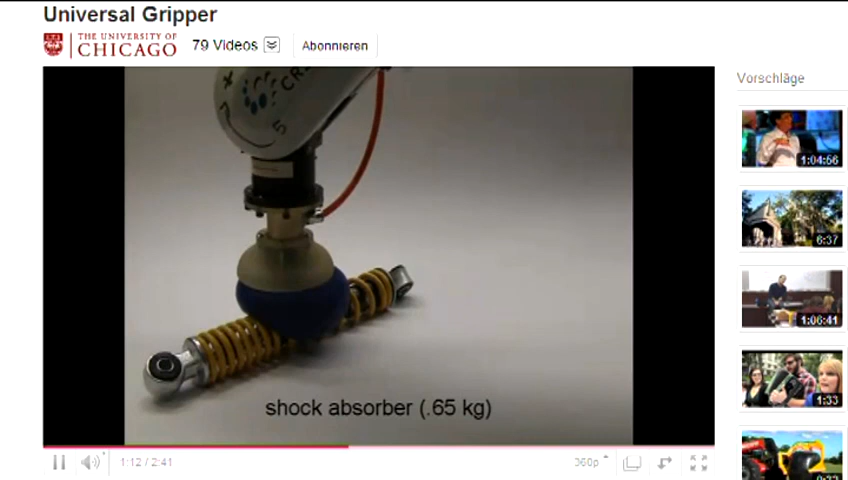 Universal Gripper
THE UNIVERSITY OF
CHICAGO
79 Videos
Abonnieren
Vorschläge
5
shock absorber (.65 kg)
1:12 / 2:41
360p
1:04:56
6:37
1:06:41
1:33